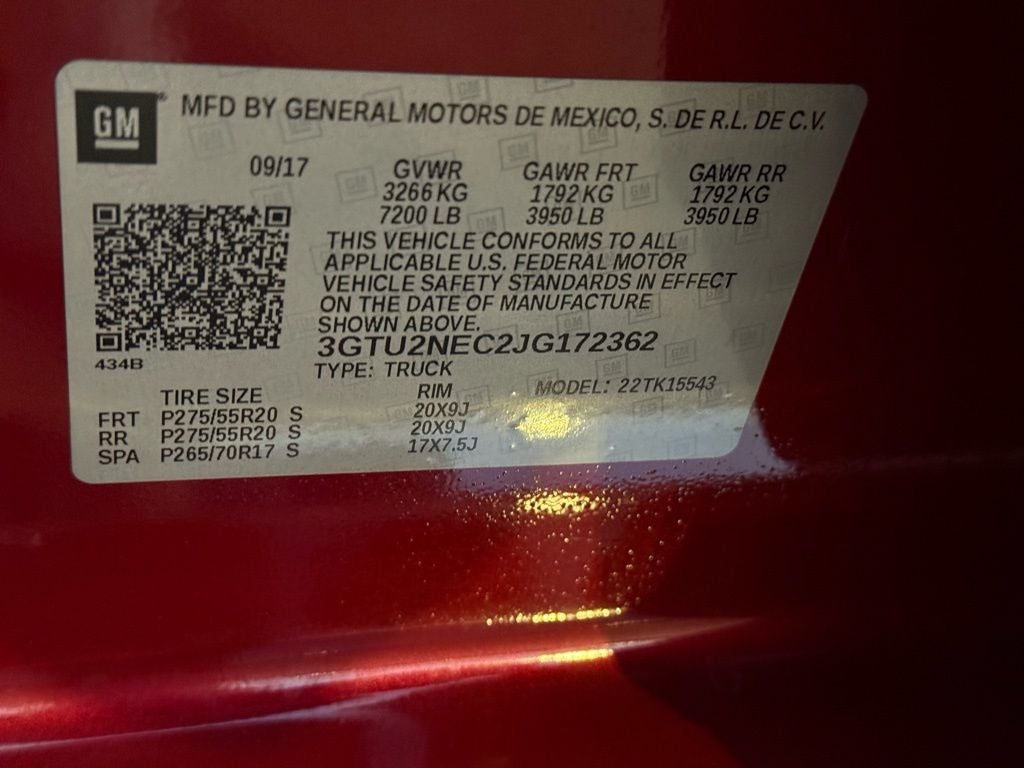 GM® MFD BY GENERAL MOTORS DE MEXICO, S. DE R.L. DE C.V.
09/17 GVWR GAWR FRT GAWR RR
3266 KG 1792 KG 1792 KG
7200 LB 3950 LB 3950 LB
THIS VEHICLE CONFORMS TO ALL
APPLICABLE U.S. FEDERAL MOTOR
VEHICLE SAFETY STANDARDS IN EFFECT
ON THE DATE OF MANUFACTURE
SHOWN ABOVE.
3GTU2NEC2JG172362
434B
TYPE: TRUCK
TIRE SIZE RIM MODEL: 22TK15543
FRT P275/55R20 S 20X9J
RR P275/55R20 S 20X9J
SPA P265/70R17 S 17X7.5J